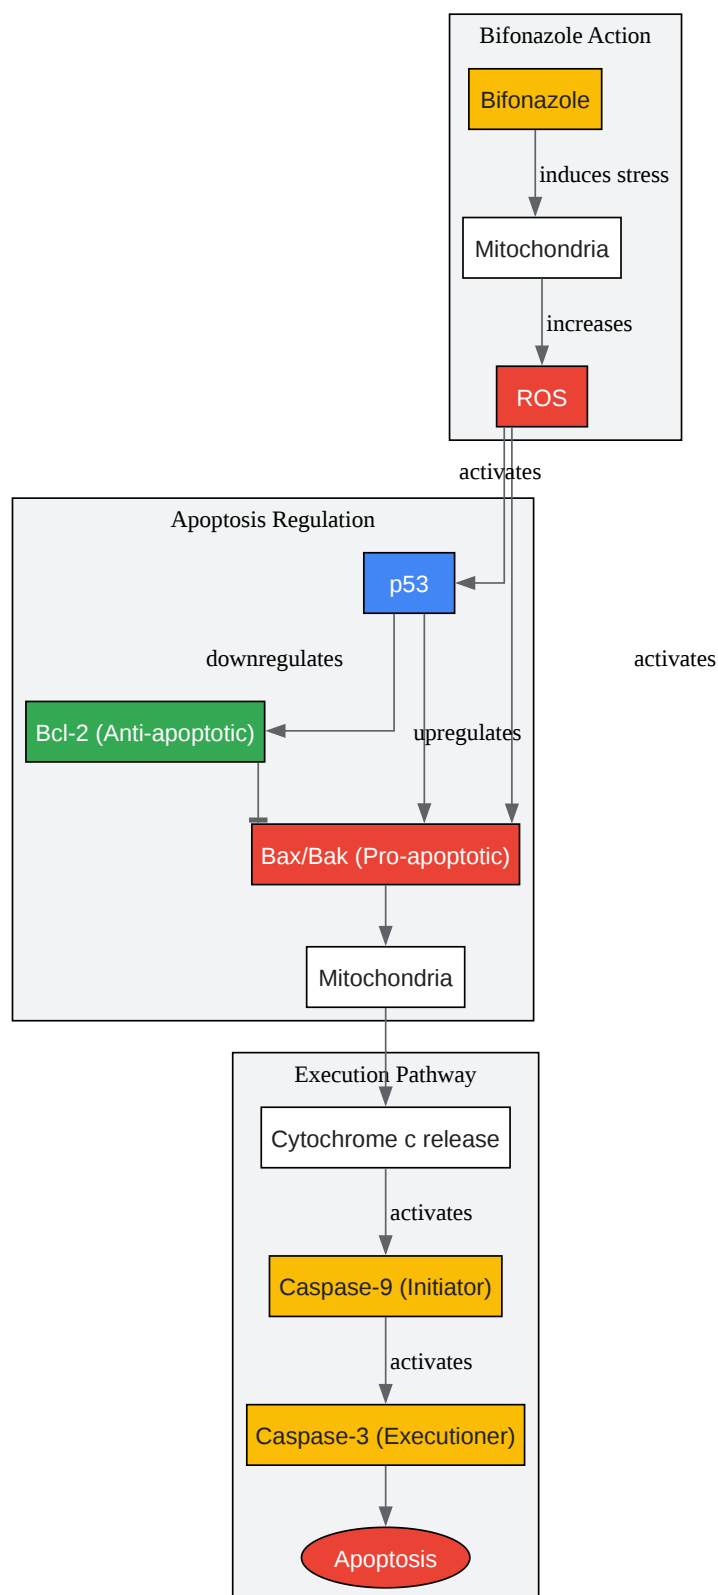 Bifonazole Action
Bifonazole
induces stress
Mitochondria
increases
ROS
activates
Apoptosis Regulation
p53
downregulates
activates
Bcl-2 (Anti-apoptotic)
upregulates
Bax/Bak (Pro-apoptotic)
Mitochondria
Execution Pathway
Cytochrome c release
activates
Caspase-9 (Initiator)
activates
Caspase-3 (Executioner)
Apoptosis